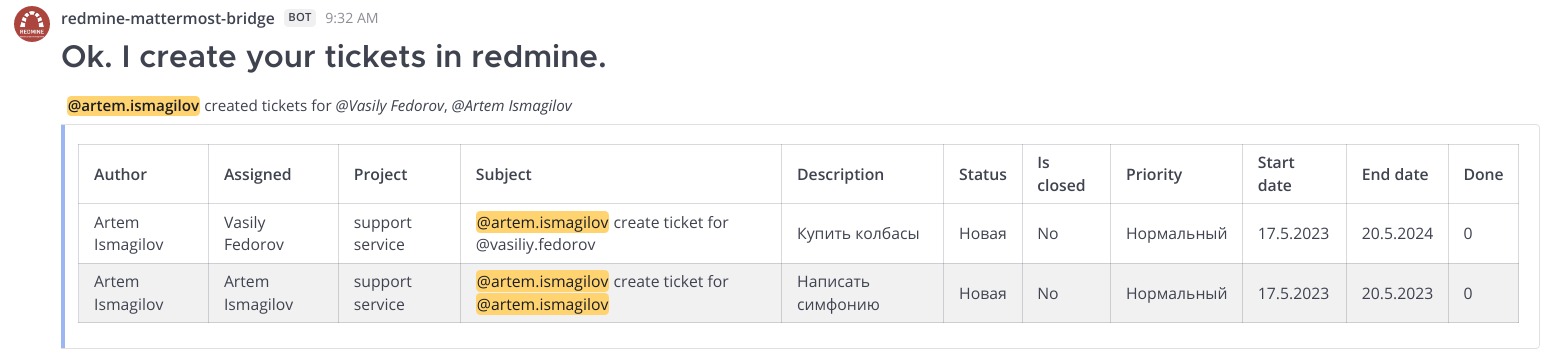 redmine-mattermost-bridge BOT 9:32 AM
REDMINE
Ok. I create your tickets in redmine.
@artem.ismagilov created tickets for @Vasily Fedorov, @Artem Ismagilov
Author Assigned Project Subject Description Status Is closed Priority Start date End date Done
Artem Ismagilov Vasily Fedorov support service @artem.ismagilov create ticket for @vasiliy.fedorov Купить колбасы Новая No Нормальный 17.5.2023 20.5.2024 0
Artem Ismagilov Artem Ismagilov support service @artem.ismagilov create ticket for @artem.ismagilov Написать симфонию Новая No Нормальный 17.5.2023 20.5.2023 0